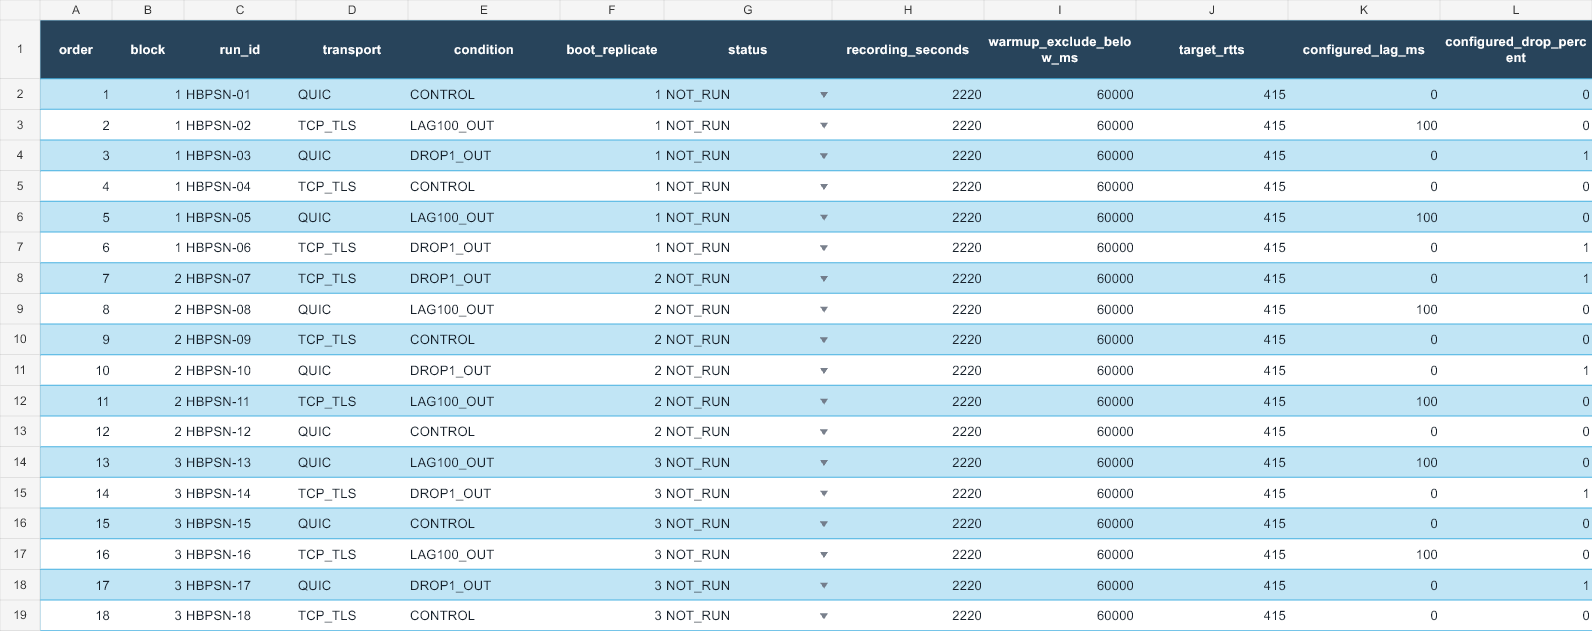 A B C D E F G H I J K L
1 order block run_id transport condition boot_replicate status recording_seconds warmup_exclude_belo target_rtts configured_lag_ms configured_drop_perc
w_ms ent
2 1 1 HBPSN-01 QUIC CONTROL 1 NOT_RUN 2220 60000 415 0 0
3 2 1 HBPSN-02 TCP_TLS LAG100_OUT 1 NOT_RUN 2220 60000 415 100 0
4 3 1 HBPSN-03 QUIC DROP1_OUT 1 NOT_RUN 2220 60000 415 0 1
5 4 1 HBPSN-04 TCP_TLS CONTROL 1 NOT_RUN 2220 60000 415 0 0
6 5 1 HBPSN-05 QUIC LAG100_OUT 1 NOT_RUN 2220 60000 415 100 0
7 6 1 HBPSN-06 TCP_TLS DROP1_OUT 1 NOT_RUN 2220 60000 415 0 1
8 7 2 HBPSN-07 TCP_TLS DROP1_OUT 2 NOT_RUN 2220 60000 415 0 1
9 8 2 HBPSN-08 QUIC LAG100_OUT 2 NOT_RUN 2220 60000 415 100 0
10 9 2 HBPSN-09 TCP_TLS CONTROL 2 NOT_RUN 2220 60000 415 0 0
11 10 2 HBPSN-10 QUIC DROP1_OUT 2 NOT_RUN 2220 60000 415 0 1
12 11 2 HBPSN-11 TCP_TLS LAG100_OUT 2 NOT_RUN 2220 60000 415 100 0
13 12 2 HBPSN-12 QUIC CONTROL 2 NOT_RUN 2220 60000 415 0 0
14 13 3 HBPSN-13 QUIC LAG100_OUT 3 NOT_RUN 2220 60000 415 100 0
15 14 3 HBPSN-14 TCP_TLS DROP1_OUT 3 NOT_RUN 2220 60000 415 0 1
16 15 3 HBPSN-15 QUIC CONTROL 3 NOT_RUN 2220 60000 415 0 0
17 16 3 HBPSN-16 TCP_TLS LAG100_OUT 3 NOT_RUN 2220 60000 415 100 0
18 17 3 HBPSN-17 QUIC DROP1_OUT 3 NOT_RUN 2220 60000 415 0 1
19 18 3 HBPSN-18 TCP_TLS CONTROL 3 NOT_RUN 2220 60000 415 0 0